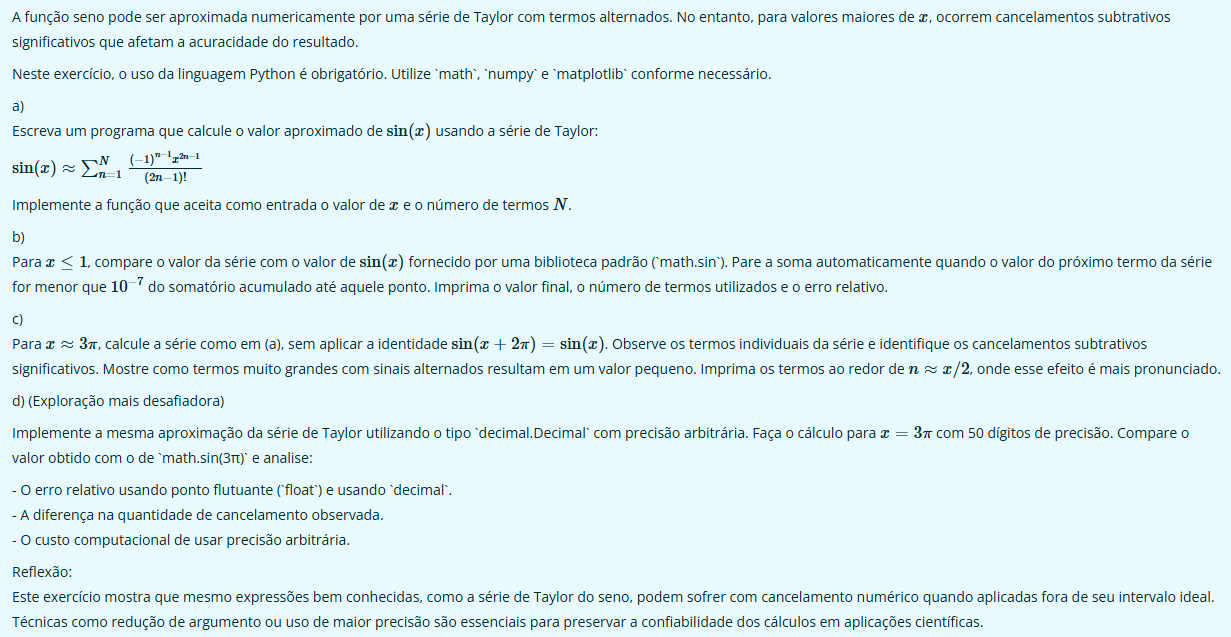 A função seno pode ser aproximada numericamente por uma série de Taylor com termos alternados. No entanto, para valores maiores de x, ocorrem cancelamentos subtrativos
significativos que afetam a acuracidade do resultado.
Neste exercício, o uso da linguagem Python é obrigatório. Utilize `math`, `numpy` e `matplotlib` conforme necessário.
a)
Escreva um programa que calcule o valor aproximado de sin(x) usando a série de Taylor:
sin(x) ≈ ∑_{n=1}^{N} \frac{(−1)^{n−1}x^{2n−1}}{(2n−1)!}
Implemente a função que aceita como entrada o valor de x e o número de termos N.
b)
Para x ≤ 1, compare o valor da série com o valor de sin(x) fornecido por uma biblioteca padrão (`math.sin`). Pare a soma automaticamente quando o valor do próximo termo da série
for menor que 10^{−7} do somatório acumulado até aquele ponto. Imprima o valor final, o número de termos utilizados e o erro relativo.
c)
Para x ≈ 3π, calcule a série como em (a), sem aplicar a identidade sin(x + 2π) = sin(x). Observe os termos individuais da série e identifique os cancelamentos subtrativos
significativos. Mostre como termos muito grandes com sinais alternados resultam em um valor pequeno. Imprima os termos ao redor de n ≈ x/2, onde esse efeito é mais pronunciado.
d) (Exploração mais desafiadora)
Implemente a mesma aproximação da série de Taylor utilizando o tipo `decimal.Decimal` com precisão arbitrária. Faça o cálculo para x = 3π com 50 dígitos de precisão. Compare o
valor obtido com o de `math.sin(3π)` e analise:
- O erro relativo usando ponto flutuante (`float`) e usando `decimal`.
- A diferença na quantidade de cancelamento observada.
- O custo computacional de usar precisão arbitrária.
Reflexão:
Este exercício mostra que mesmo expressões bem conhecidas, como a série de Taylor do seno, podem sofrer com cancelamento numérico quando aplicadas fora de seu intervalo ideal.
Técnicas como redução de argumento ou uso de maior precisão são essenciais para preservar a confiabilidade dos cálculos em aplicações científicas.